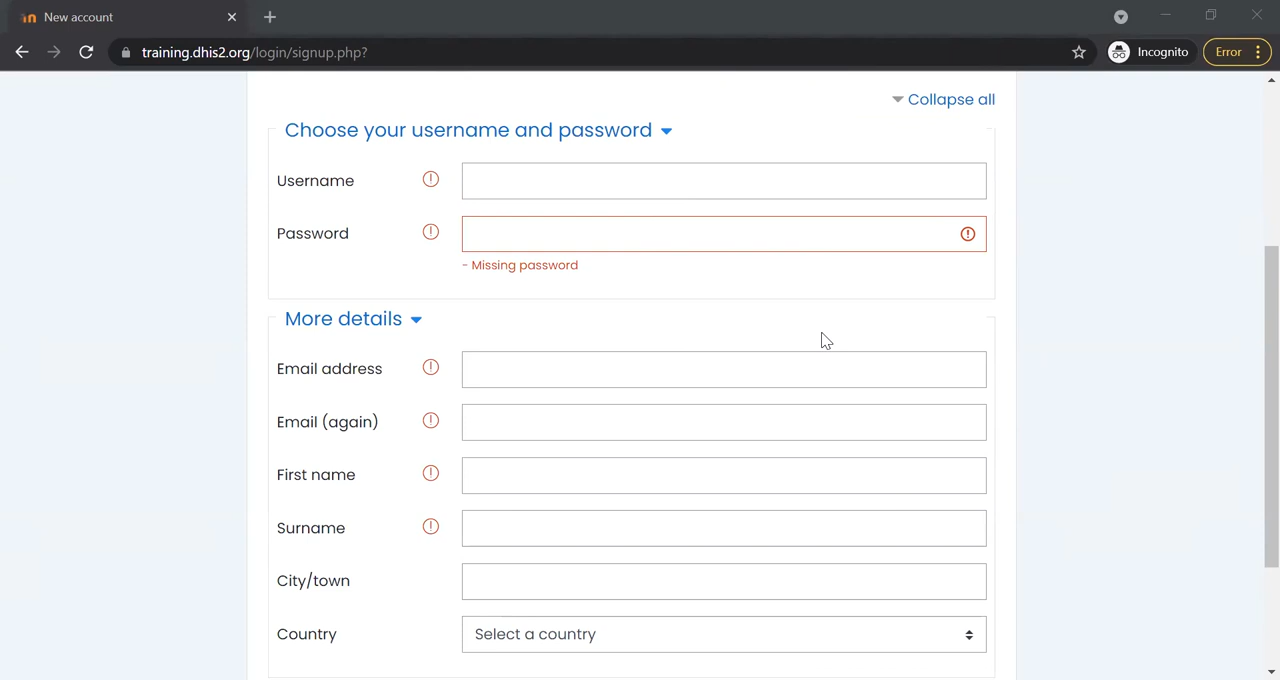 New account
training.dhis2.org/login/signup.php?
Incognito
Error
Collapse all
Choose your username and password
Username
Password
- Missing password
More details
Email address
Email (again)
First name
Surname
City/town
Country
Select a country